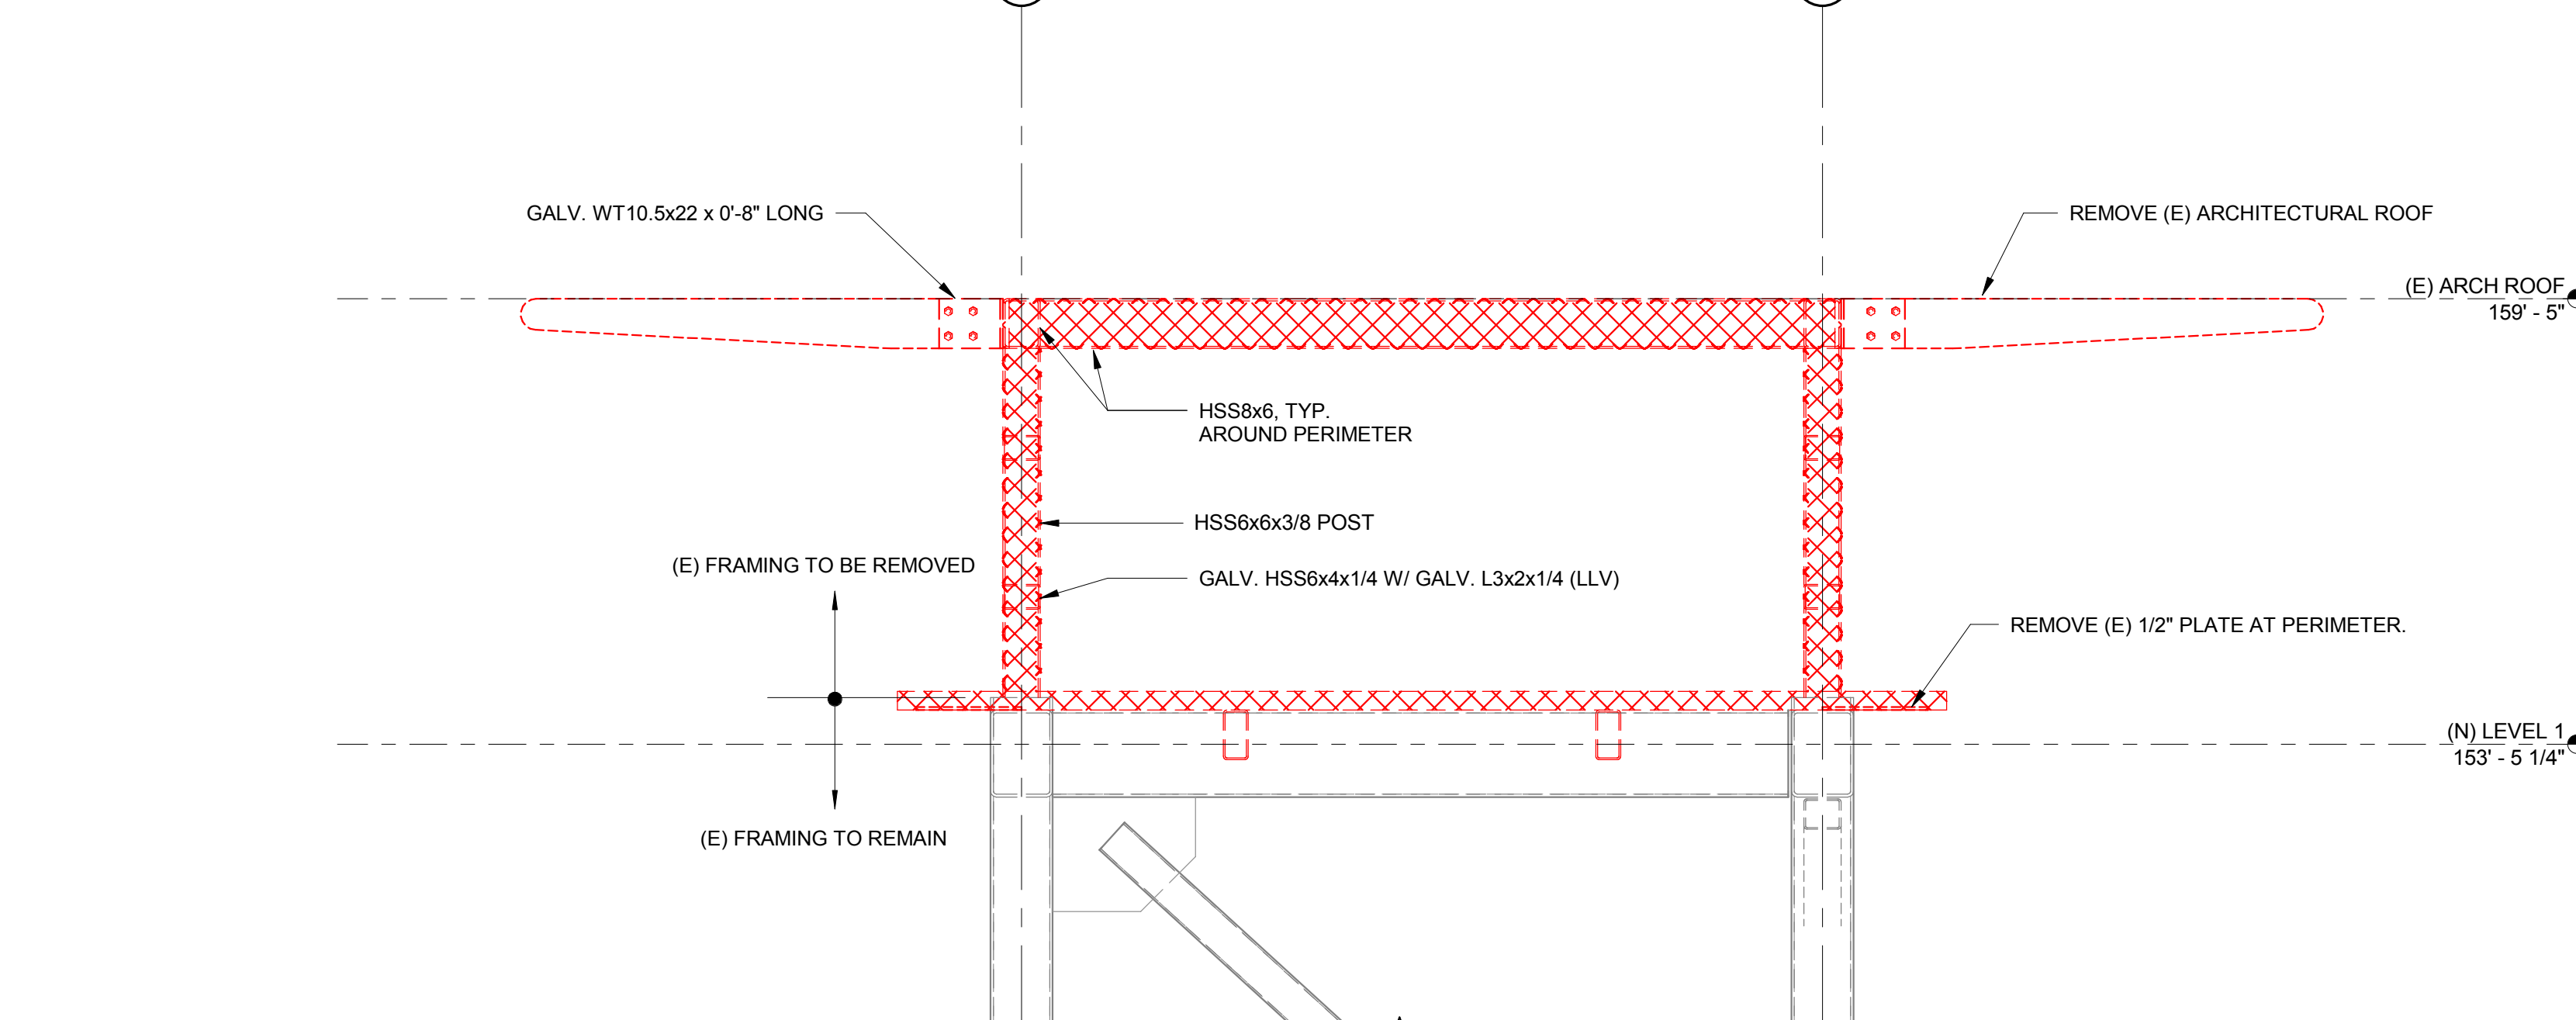 GALV. WT10.5x22 x 0'-8" LONG
REMOVE (E) ARCHITECTURAL ROOF
(E) ARCH ROOF
159' - 5"
HSS8x6, TYP.
AROUND PERIMETER
HSS6x6x3/8 POST
(E) FRAMING TO BE REMOVED
GALV. HSS6x4x1/4 W/ GALV. L3x2x1/4 (LLV)
REMOVE (E) 1/2" PLATE AT PERIMETER.
(N) LEVEL 1
153' - 5 1/4"
(E) FRAMING TO REMAIN